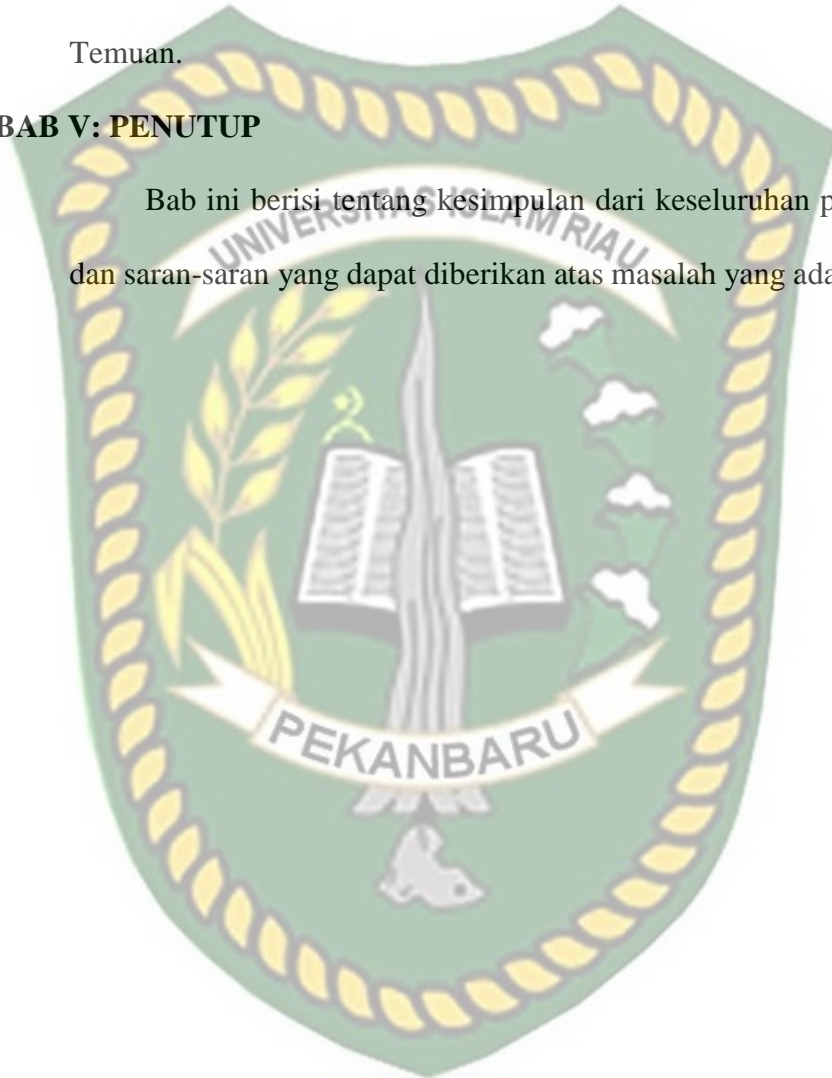 Temuan.
BAB V: PENUTUP
Bab ini berisi tentang kesimpulan dari keseluruhan p
dan saran-saran yang dapat diberikan atas masalah yang ada
UNIVERSITAS ISLAM RIAU
PEKANBARU